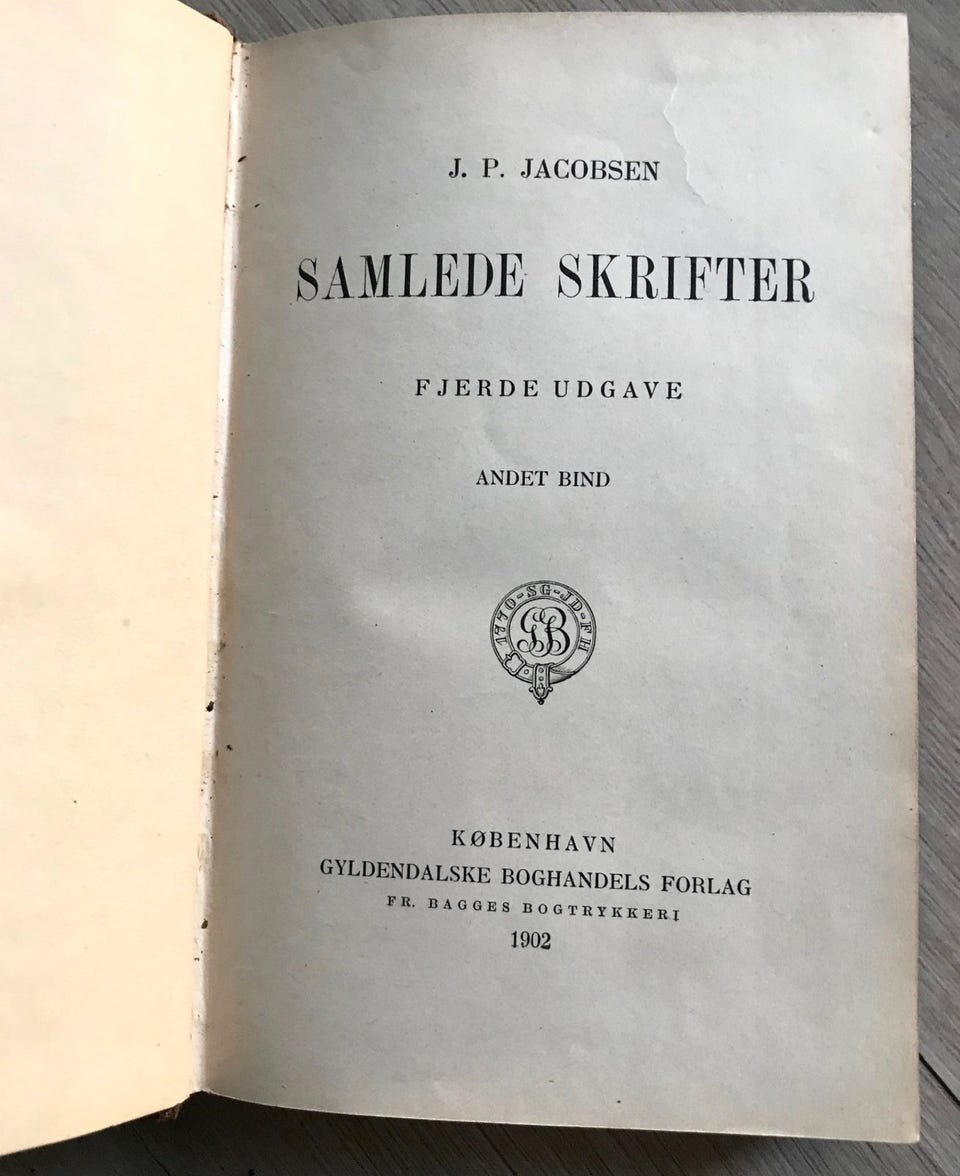 J. P. JACOBSEN
SAMLEDE SKRIFTER
FJERDE UDGAVE
ANDET BIND
1770-SG-JD-FH
GB
KØBENHAVN
GYLDENDALSKE BOGHANDELS FORLAG
FR. BAGGES BOGTRYKKERI
1902